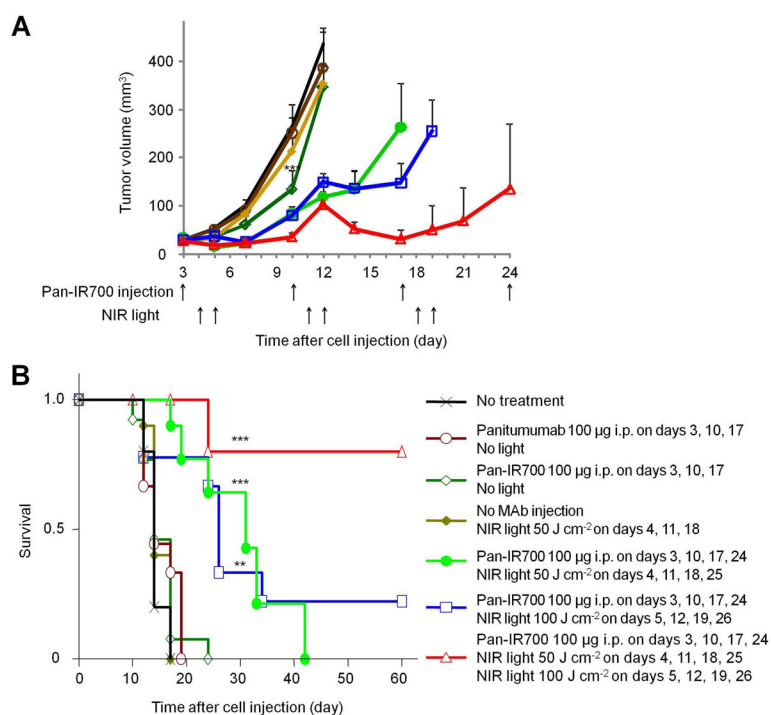 A
400
300
200
100
0
Tumor volume (mm³)
***
3 6 9 12 15 18 21 24
Pan-IR700 injection
NIR light
Time after cell injection (day)
B
1.0
0.5
0
Survival
***
***
**
0 10 20 30 40 50 60
Time after cell injection (day)
No treatment
Panitumumab 100 µg i.p. on days 3, 10, 17
No light
Pan-IR700 100 µg i.p. on days 3, 10, 17
No light
No MAb injection
NIR light 50 J cm⁻² on days 4, 11, 18
Pan-IR700 100 µg i.p. on days 3, 10, 17, 24
NIR light 50 J cm⁻² on days 4, 11, 18, 25
Pan-IR700 100 µg i.p. on days 3, 10, 17, 24
NIR light 100 J cm⁻² on days 5, 12, 19, 26
Pan-IR700 100 µg i.p. on days 3, 10, 17, 24
NIR light 50 J cm⁻² on days 4, 11, 18, 25
NIR light 100 J cm⁻² on days 5, 12, 19, 26